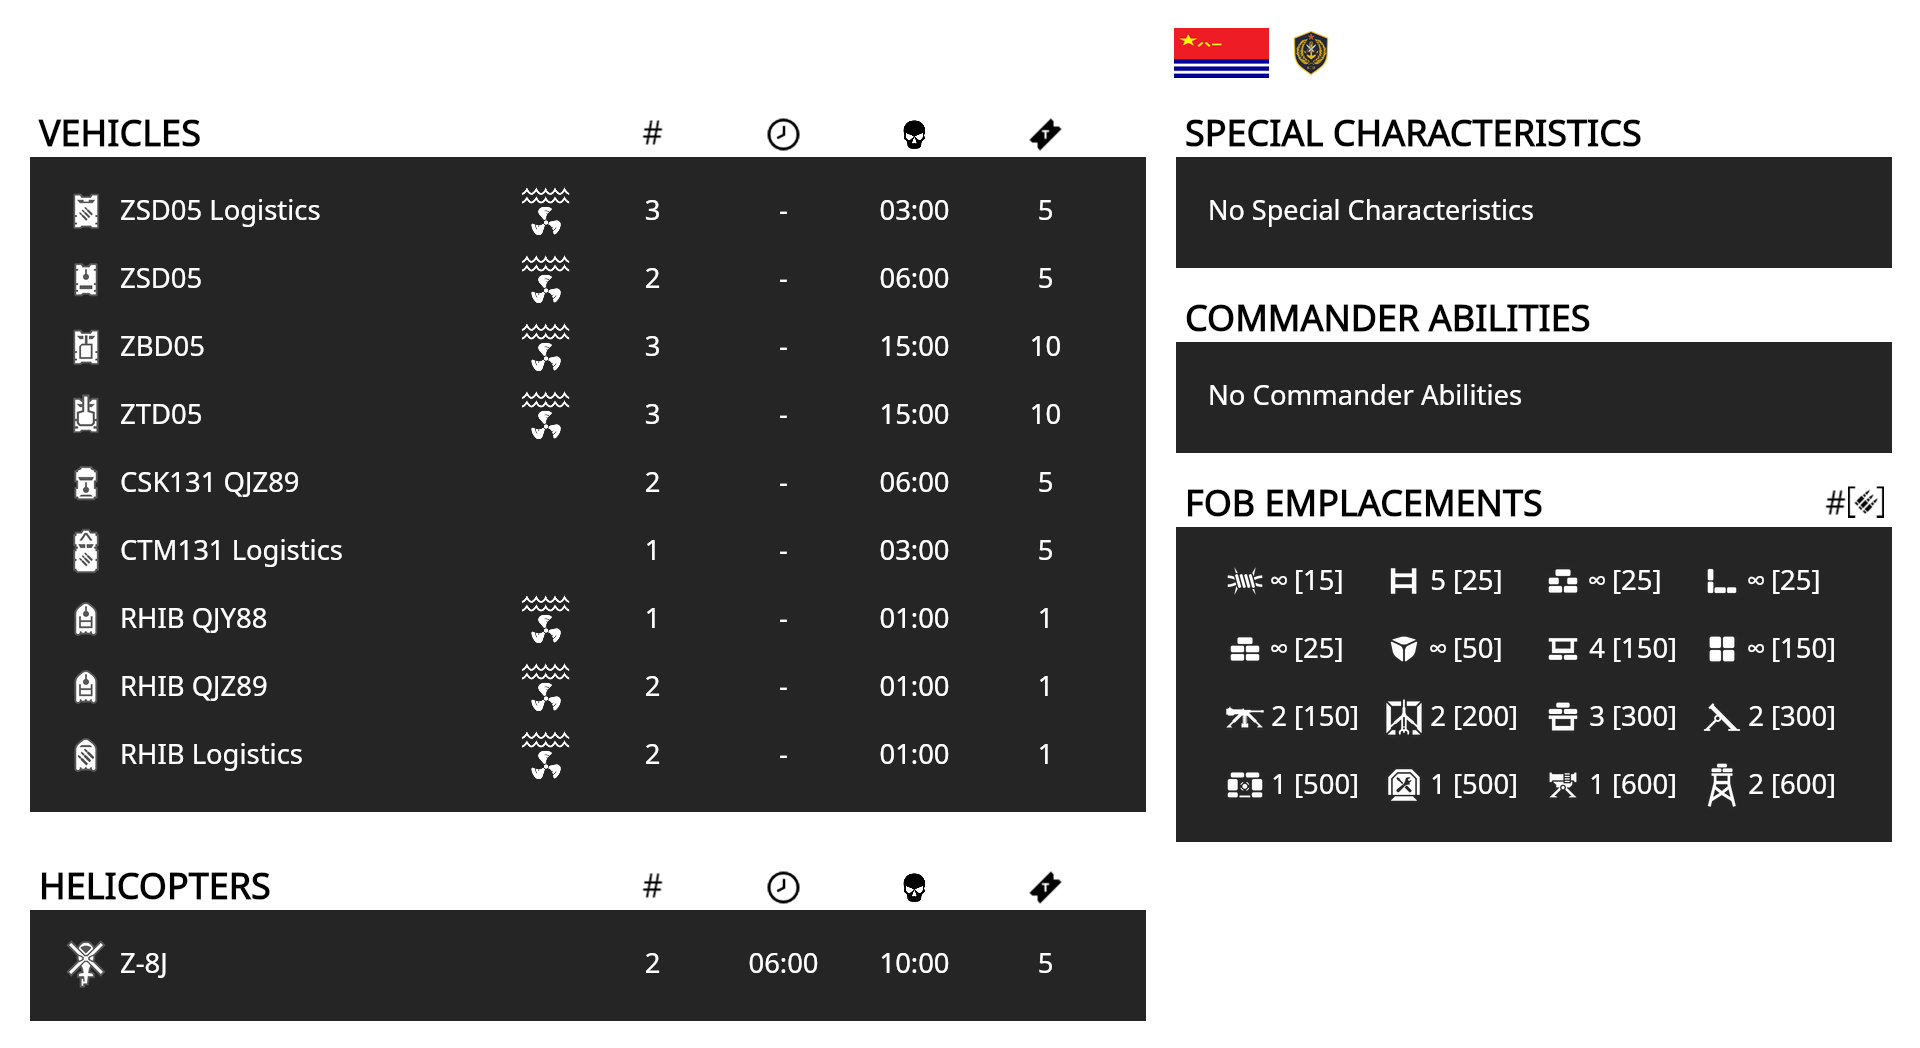 VEHICLES #
ZSD05 Logistics 3 - 03:00 5
ZSD05 2 - 06:00 5
ZBD05 3 - 15:00 10
ZTD05 3 - 15:00 10
CSK131 QJZ89 2 - 06:00 5
CTM131 Logistics 1 - 03:00 5
RHIB QJY88 1 - 01:00 1
RHIB QJZ89 2 - 01:00 1
RHIB Logistics 2 - 01:00 1
HELICOPTERS #
Z-8J 2 06:00 10:00 5
SPECIAL CHARACTERISTICS
No Special Characteristics
COMMANDER ABILITIES
No Commander Abilities
FOB EMPLACEMENTS #[]
∞ [15] 5 [25] ∞ [25] ∞ [25]
∞ [25] ∞ [50] 4 [150] ∞ [150]
2 [150] 2 [200] 3 [300] 2 [300]
1 [500] 1 [500] 1 [600] 2 [600]